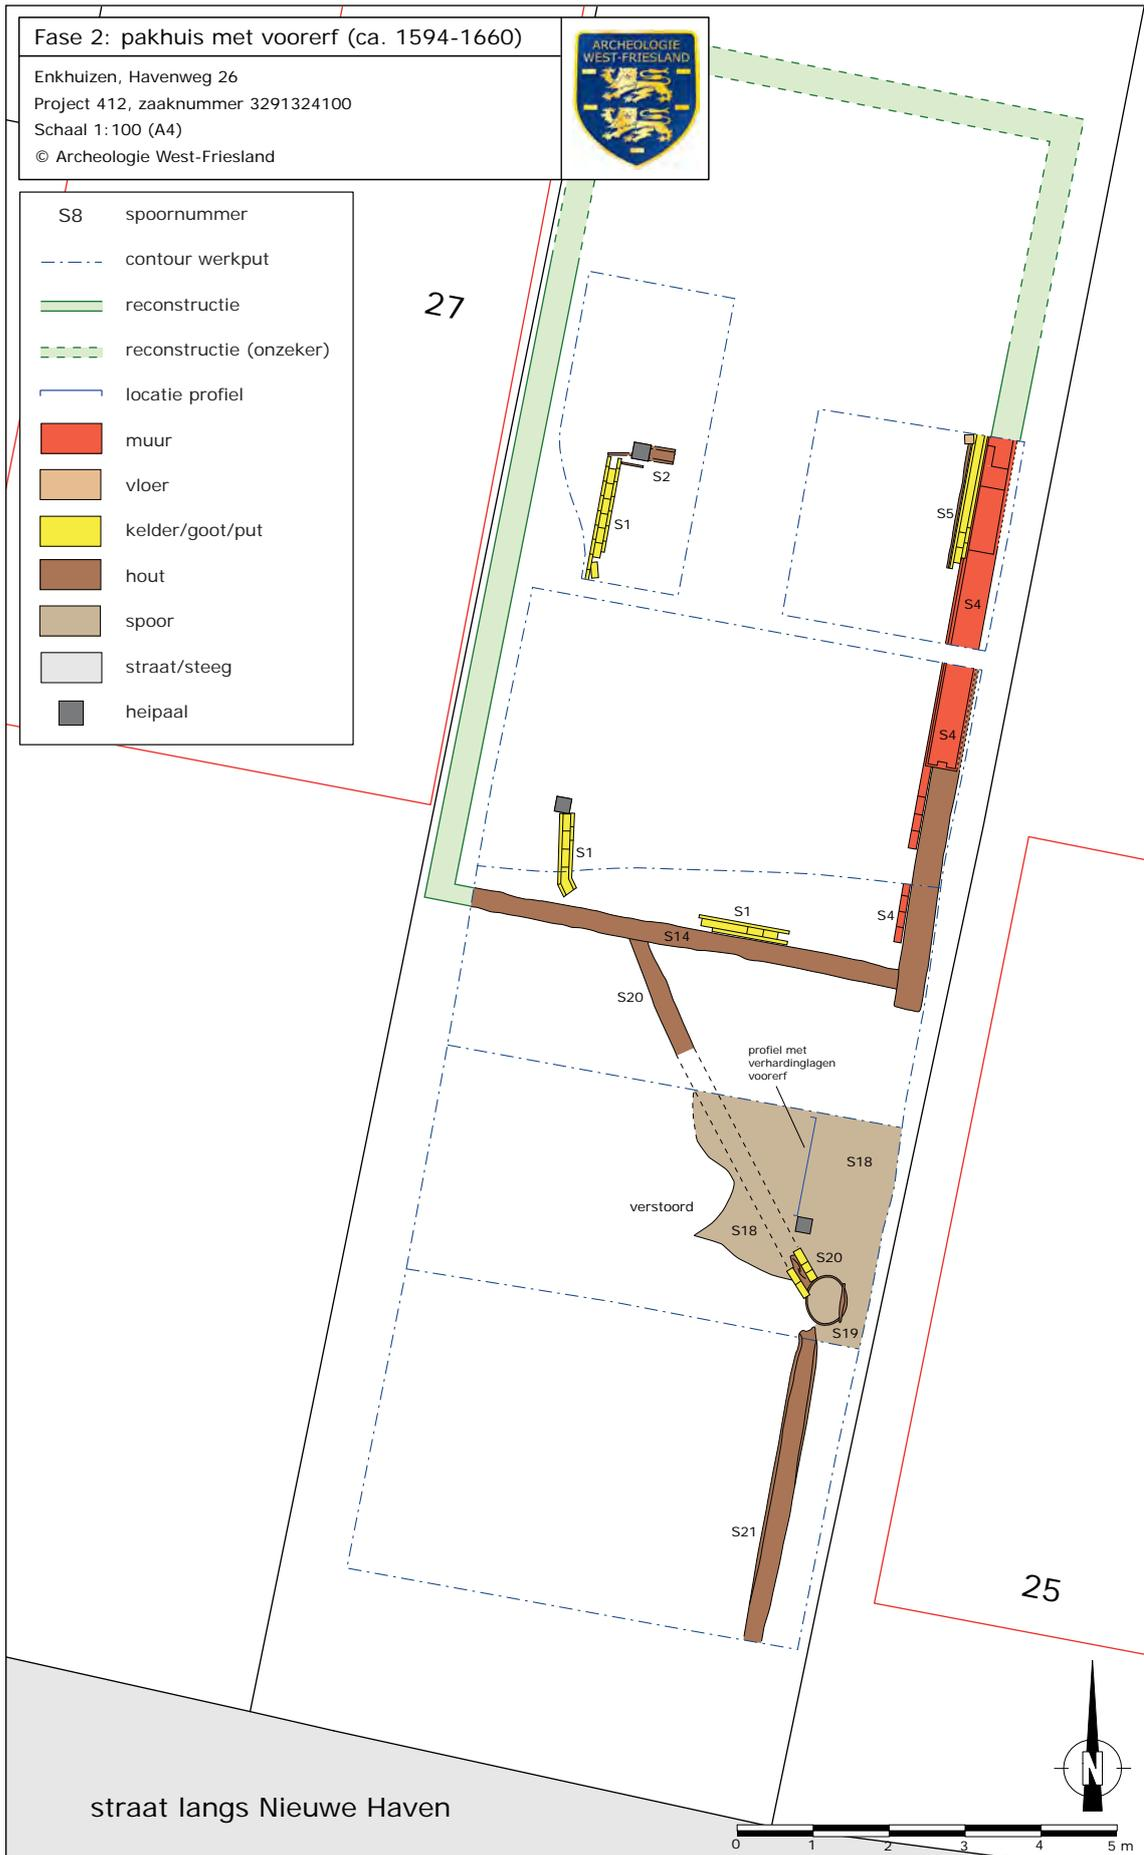 Fase 2: pakhuis met voorerf (ca. 1594-1660)
Enkhuizen, Havenweg 26
Project 412, zaaknummer 3291324100
Schaal 1:100 (A4)
© Archeologie West-Friesland
ARCHEOLOGIE
WEST-FRIESLAND
S8 spoornummer
contour werkput
reconstructie
reconstructie (onzeker)
locatie profiel
muur
vloer
kelder/goot/put
hout
spoor
straat/steeg
heipaal
27
S2
S1
S5
S4
S4
S1
S1
S4
S14
S20
profiel met
verhardinglagen
voorerf
S18
verstoord
S18
S20
S19
S21
25
N
straat langs Nieuwe Haven
0 1 2 3 4 5 m